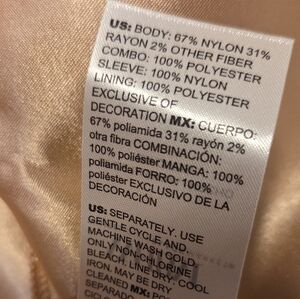 US: BODY: 67% NYLON 31%
RAYON 2% OTHER FIBER
COMBO: 100% POLYESTER
SLEEVE: 100% NYLON
LINING: 100% POLYESTER
EXCLUSIVE OF
DECORATION MX: CUERPO:
67% poliamida 31% rayón 2%
otra fibra COMBINACIÓN:
100% poliéster MANGA: 100%
poliamida FORRO: 100%
poliéster EXCLUSIVO DE LA
DECORACIÓN
US: SEPARATELY. USE
GENTLE CYCLE AND,
MACHINE WASH COLD
ONLY NON-CHLORINE
BLEACH. LINE DRY. COOL
IRON. MAY BE DRY
CLEANED MX: POR
SEPARADO